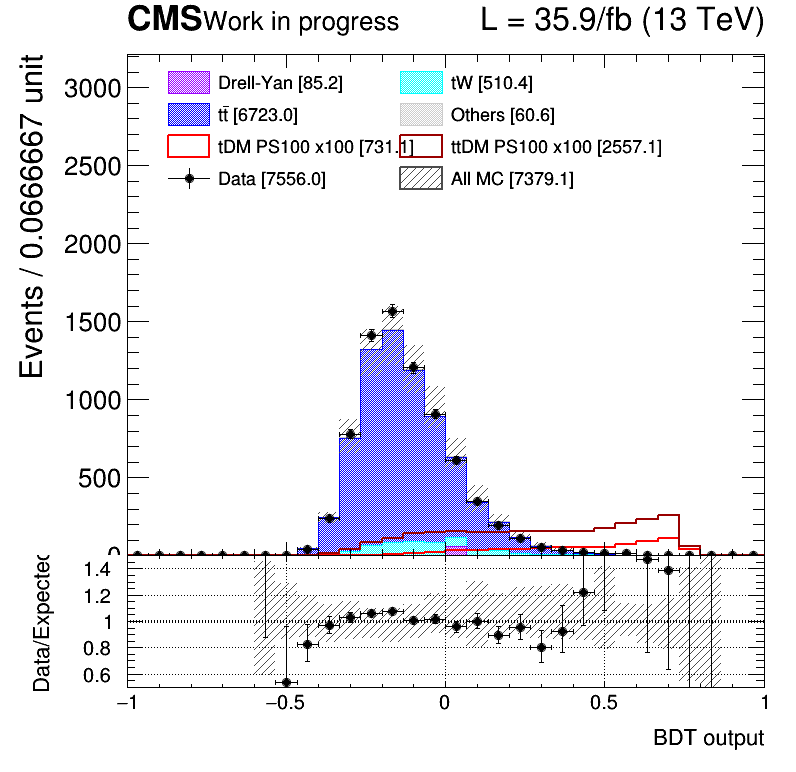 CMS Work in progress L = 35.9/fb (13 TeV)
Events / 0.0666667 unit
3000
2500
2000
1500
1000
500
0
Drell-Yan [85.2]
tW [510.4]
tt̄ [6723.0]
Others [60.6]
tDM PS100 x100 [731.1]
ttDM PS100 x100 [2557.1]
Data [7556.0]
All MC [7379.1]
Data/Expected
1.4
1.2
1
0.8
0.6
−1 −0.5 0 0.5 1
BDT output